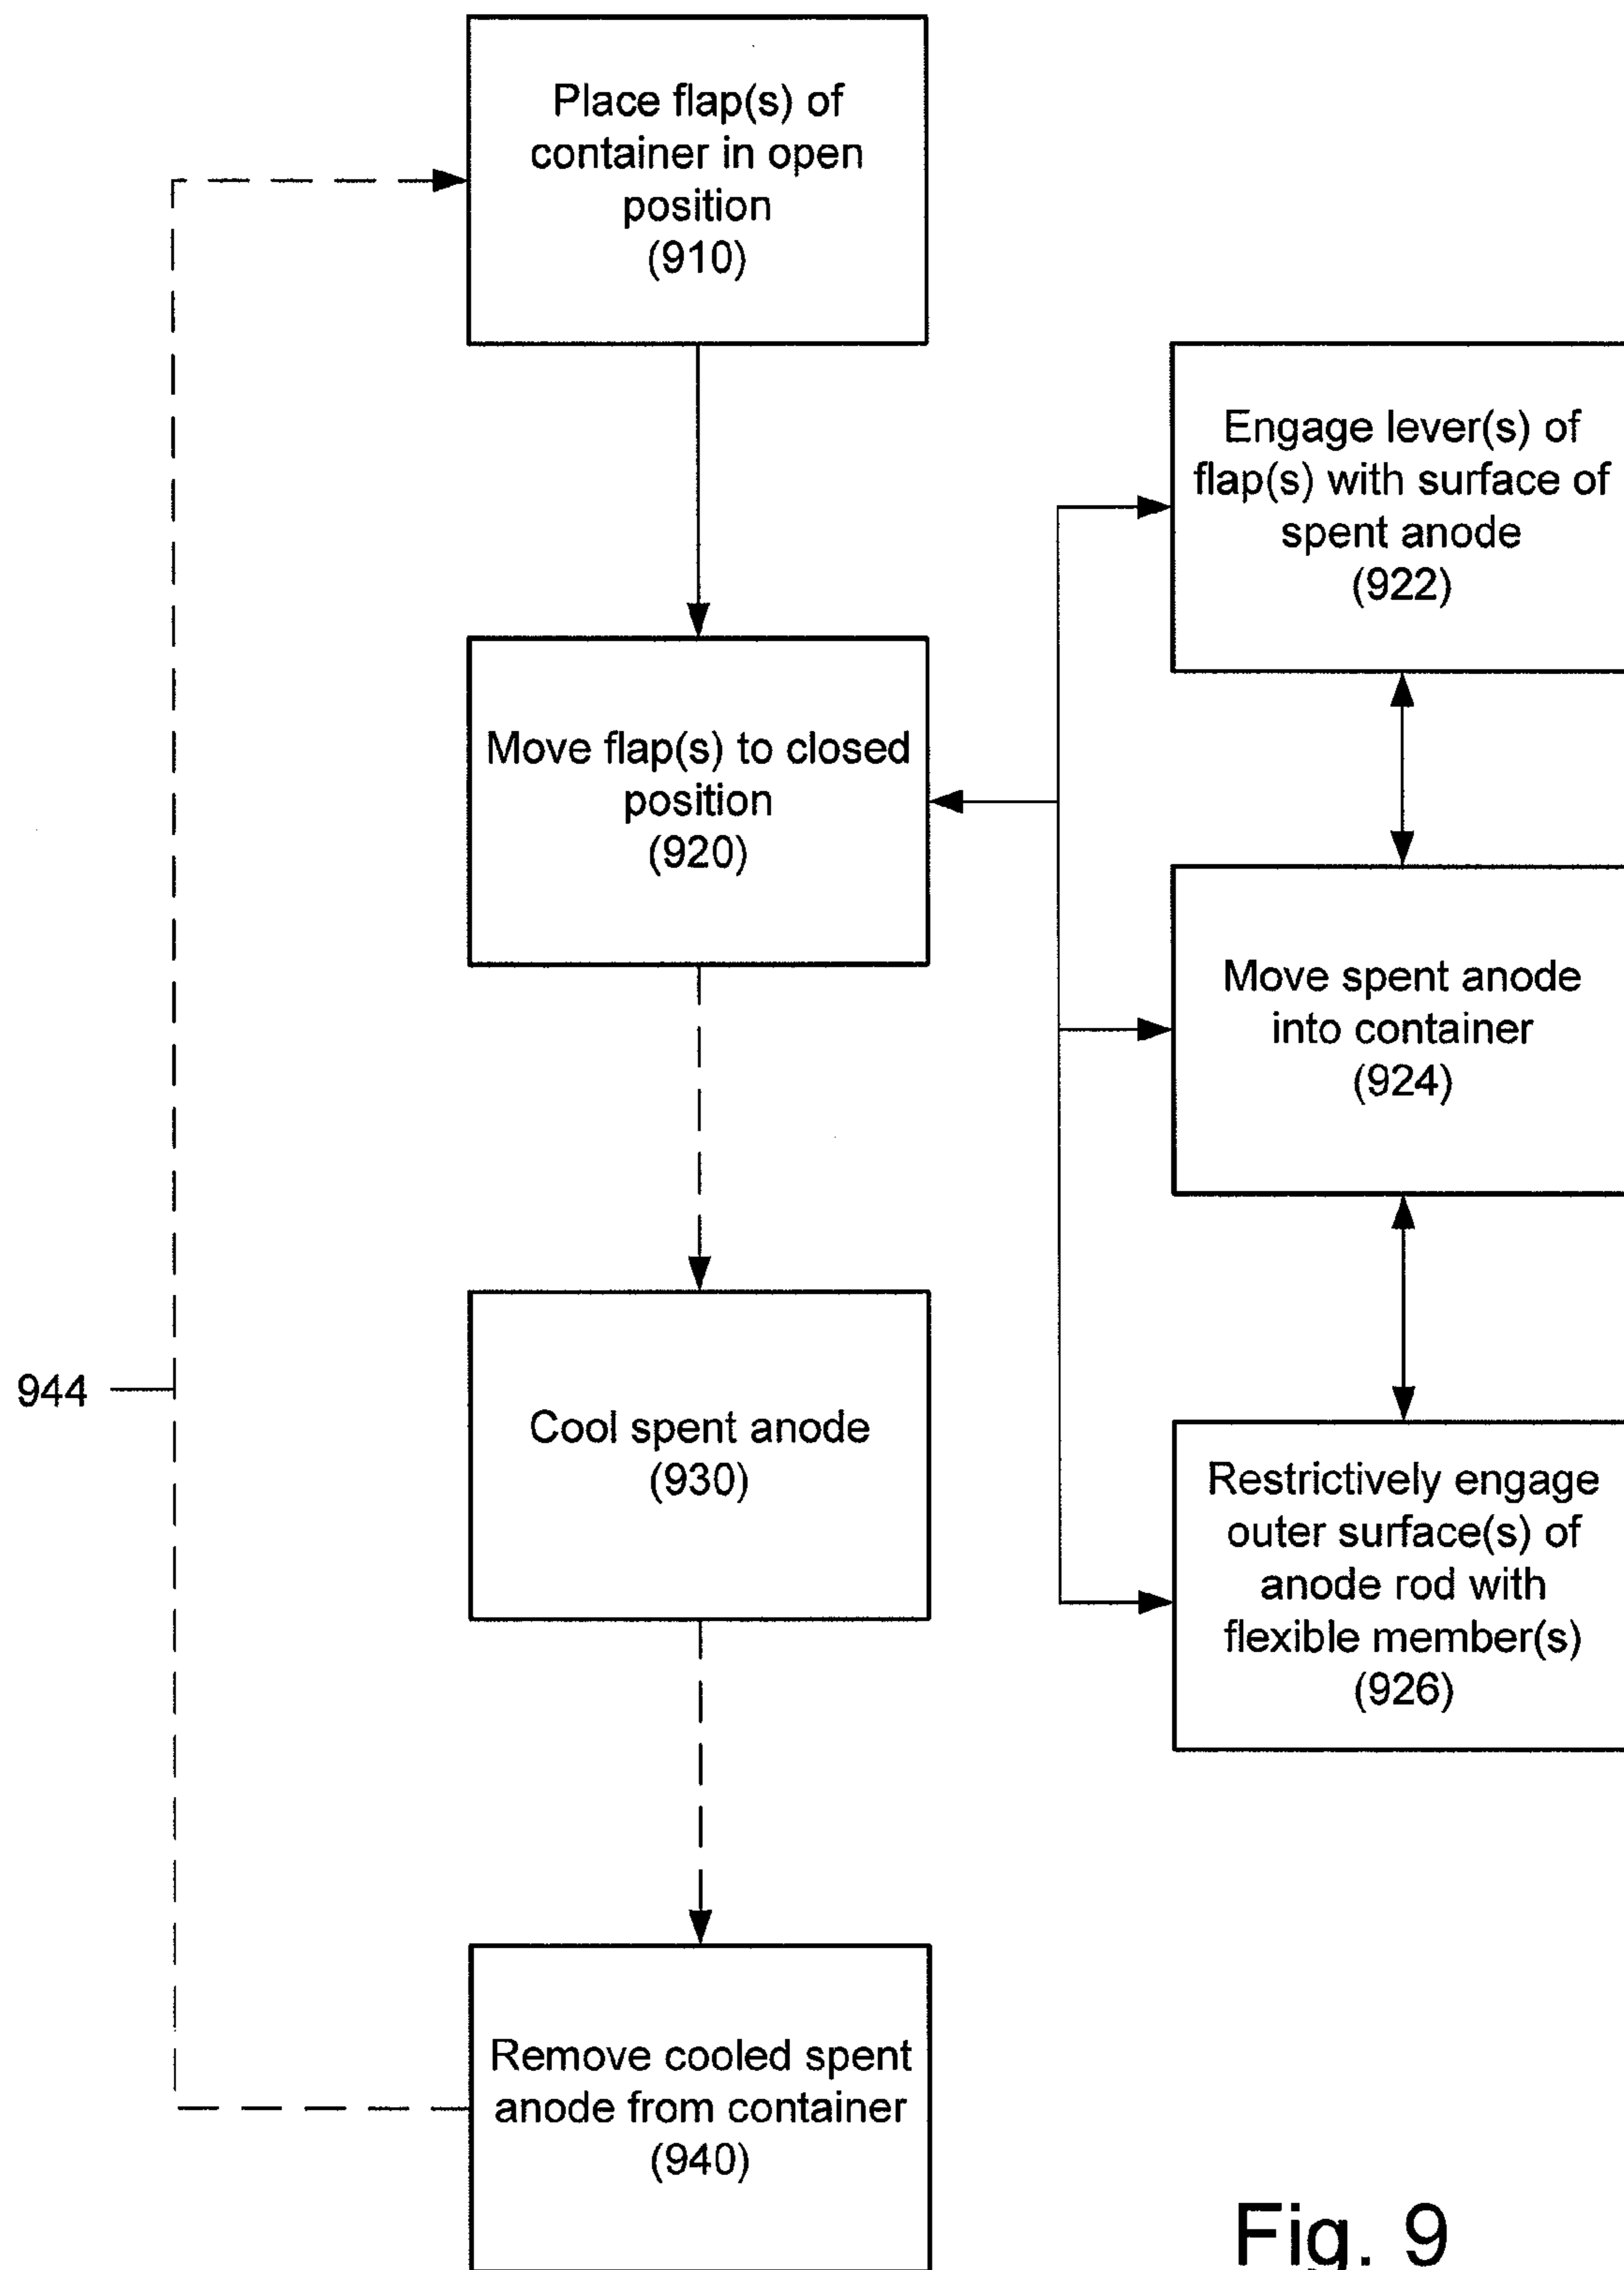 Place flap(s) of
container in open
position
(910)
Engage lever(s) of
flap(s) with surface of
spent anode
(922)
Move flap(s) to closed
position
(920)
Move spent anode
into container
(924)
944
Cool spent anode
(930)
Restrictively engage
outer surface(s) of
anode rod with
flexible member(s)
(926)
Remove cooled spent
anode from container
(940)
Fig. 9